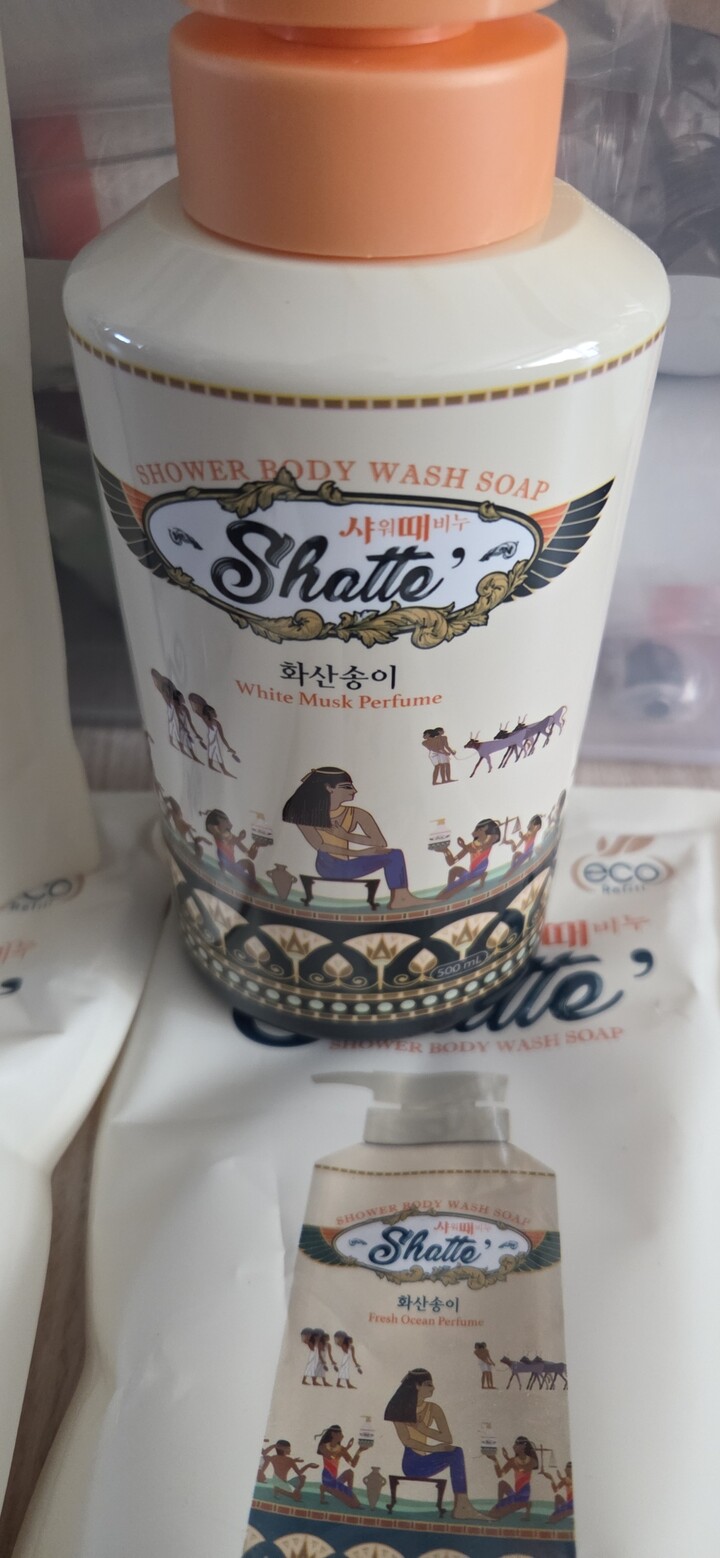 SHOWER BODY WASH SOAP
샤워때비누
Shatte’
화산송이
White Musk Perfume
500 mL
eco
Refill
eco
Refill
때비누
비누
atte’
’
SHOWER BODY WASH SOAP
SHOWER BODY WASH SOAP
샤워때비누
Shatte’
화산송이
Fresh Ocean Perfume